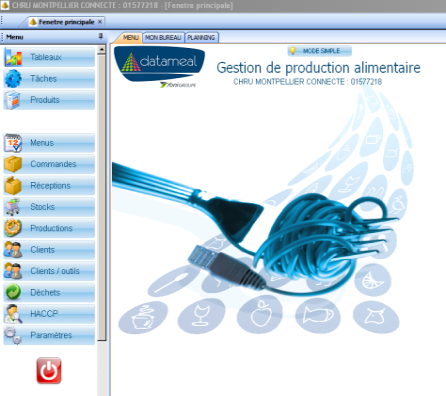 CHRU MONTPELLIER CONNECTE : 01577218 - [Fenetre principale]
Fenetre principale ×
Menu
MENU MON BUREAU PLANNING
MODE SIMPLE
datameal
GROUPE
Gestion de production alimentaire
CHRU MONTPELLIER CONNECTE : 01577218
Tableaux
Tâches
Produits
12
Menus
Commandes
Réceptions
Stocks
Productions
Clients
Clients / outils
Déchets
HACCP
Paramètres